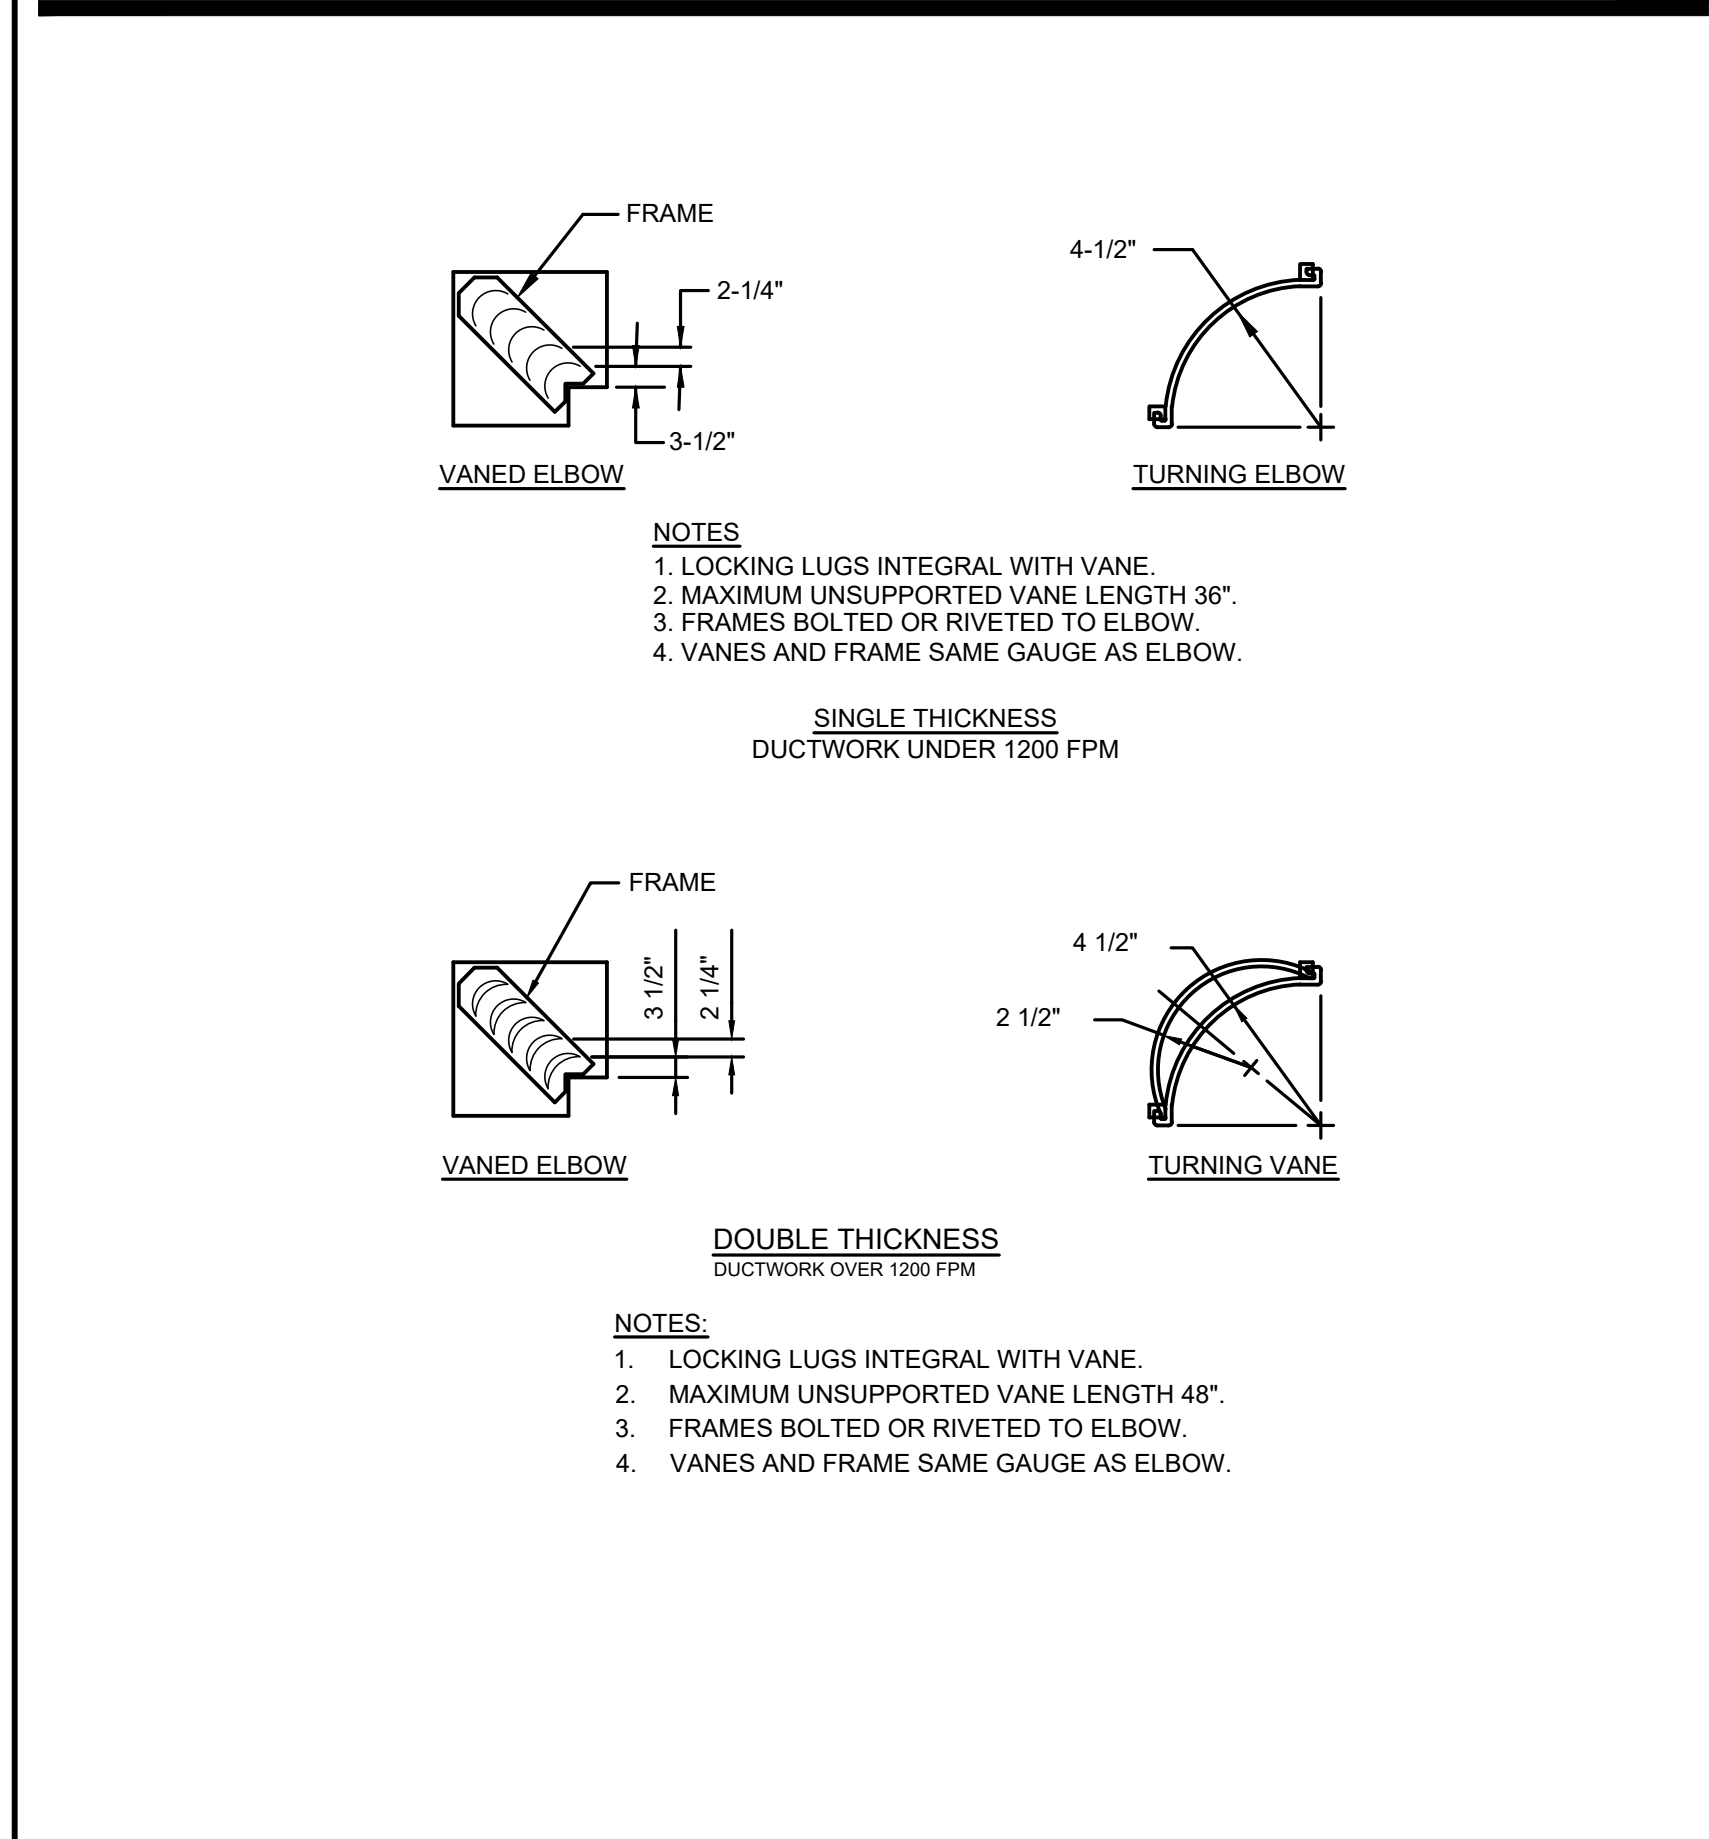 FRAME
4-1/2"
2-1/4"
3-1/2"
VANED ELBOW
TURNING ELBOW
NOTES
1. LOCKING LUGS INTEGRAL WITH VANE.
2. MAXIMUM UNSUPPORTED VANE LENGTH 36".
3. FRAMES BOLTED OR RIVETED TO ELBOW.
4. VANES AND FRAME SAME GAUGE AS ELBOW.
SINGLE THICKNESS
DUCTWORK UNDER 1200 FPM
FRAME
3 1/2"
2 1/4"
4 1/2"
2 1/2"
VANED ELBOW
TURNING VANE
DOUBLE THICKNESS
DUCTWORK OVER 1200 FPM
NOTES:
1. LOCKING LUGS INTEGRAL WITH VANE.
2. MAXIMUM UNSUPPORTED VANE LENGTH 48".
3. FRAMES BOLTED OR RIVETED TO ELBOW.
4. VANES AND FRAME SAME GAUGE AS ELBOW.